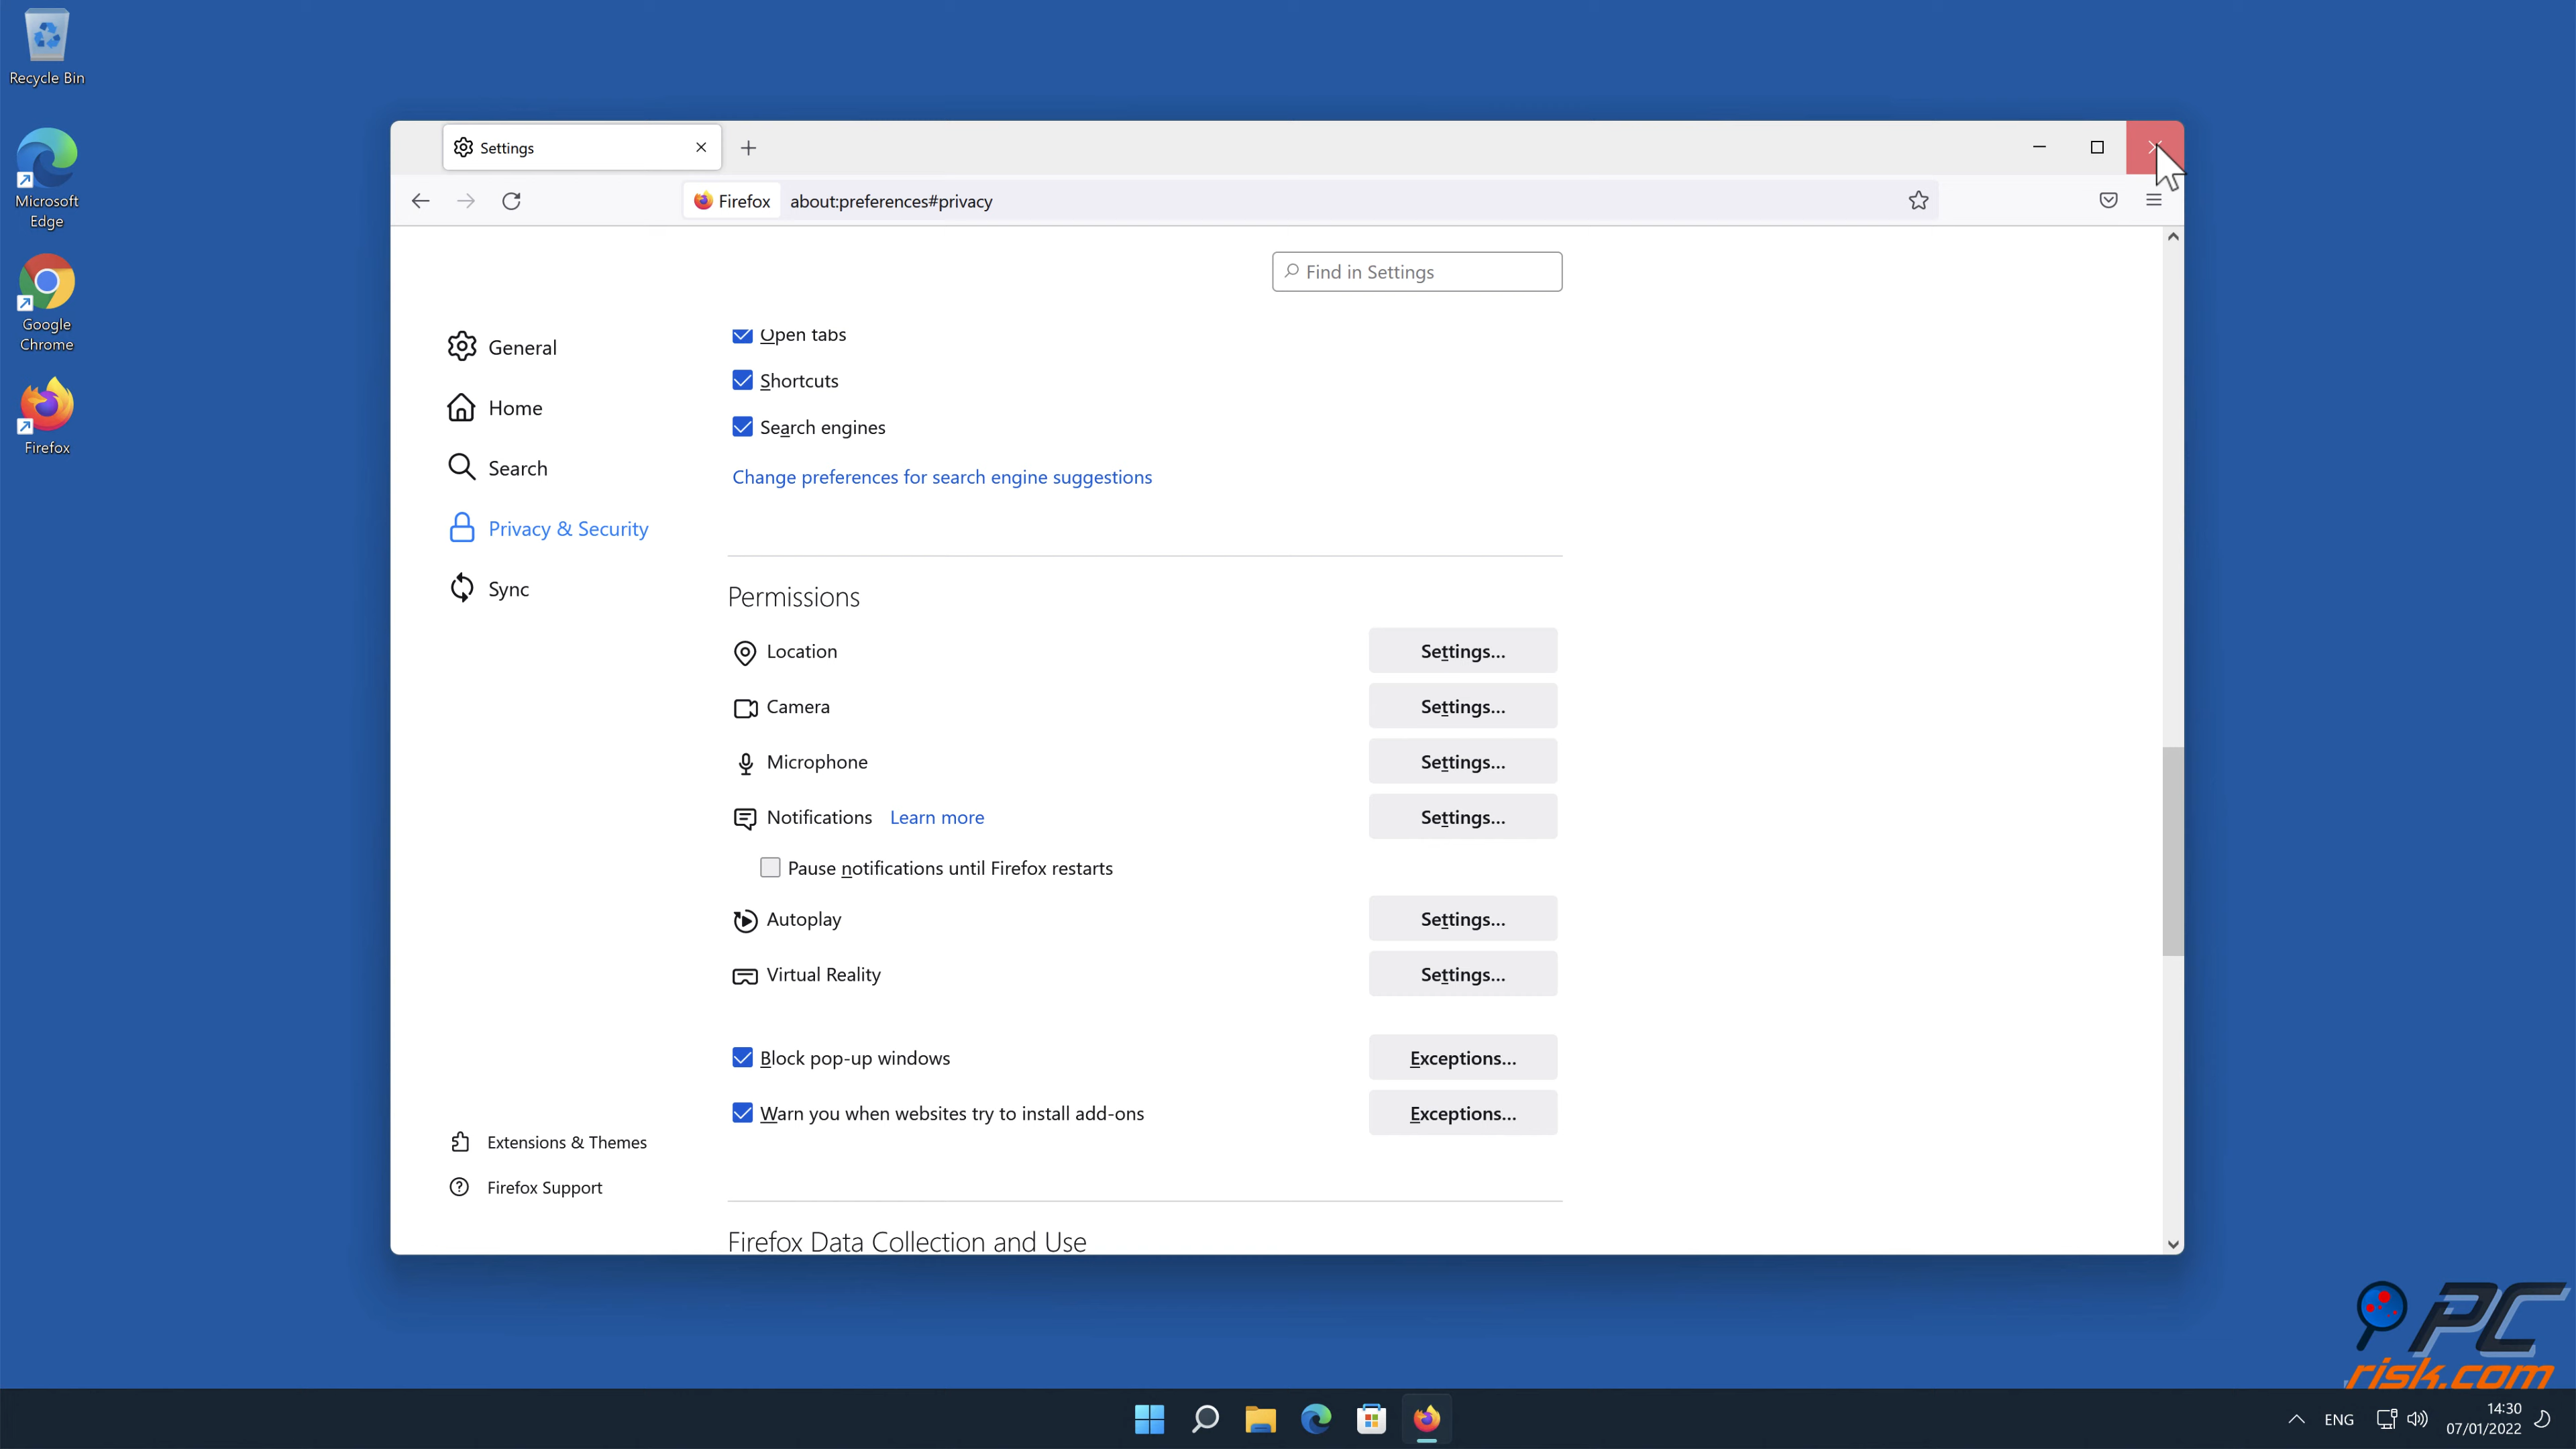 Recycle Bin
Microsoft
Edge
Google
Chrome
Firefox
Settings
Firefox
about:preferences#privacy
Find in Settings
General
Home
Search
Privacy & Security
Sync
Extensions & Themes
Firefox Support
Open tabs
Shortcuts
Search engines
Change preferences for search engine suggestions
Permissions
Location Settings...
Camera Settings...
Microphone Settings...
Notifications Learn more Settings...
Pause notifications until Firefox restarts
Autoplay Settings...
Virtual Reality Settings...
Block pop-up windows Exceptions...
Warn you when websites try to install add-ons Exceptions...
Firefox Data Collection and Use
PC
risk.com
ENG
14:30
07/01/2022